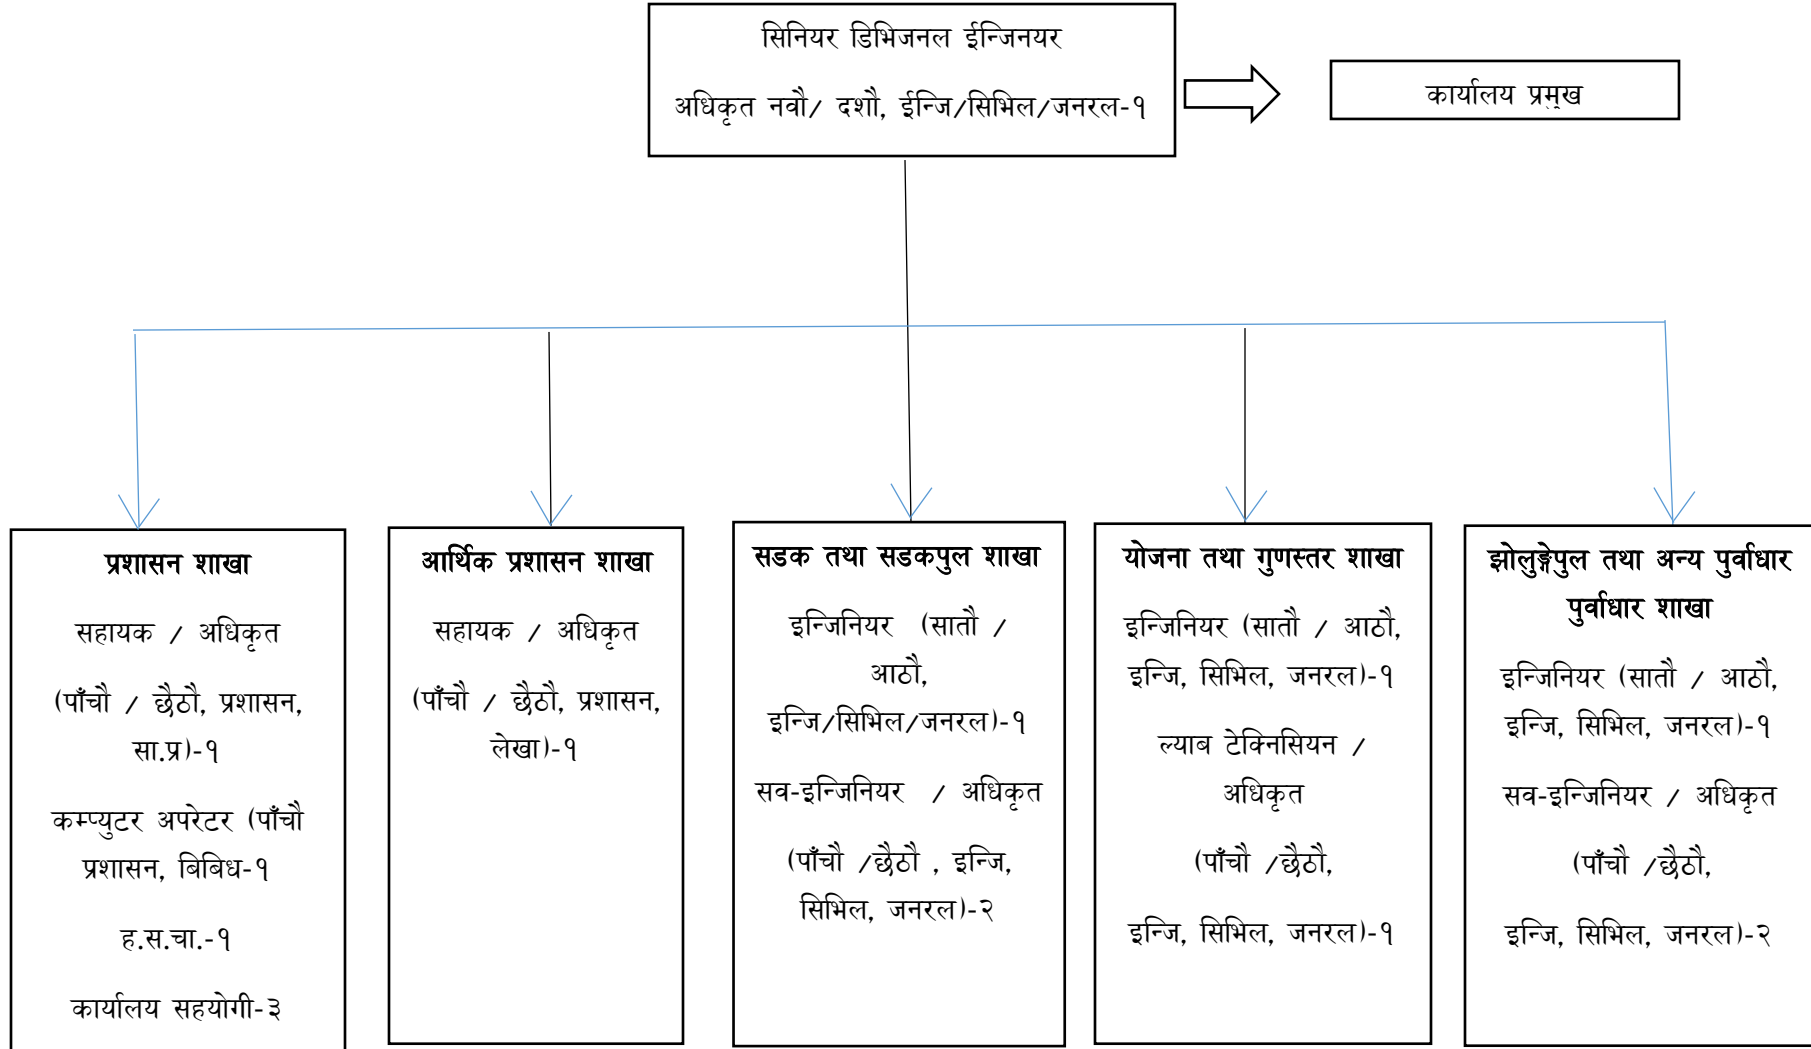 सिनियर डिभिजनल ईन्जिनयर
अधिकृत नवौ/ दशौ, ईन्जि/सिभिल/जनरल-१
कार्यालय प्रमुख
प्रशासन शाखा
सहायक / अधिकृत
(पाँचौ / छैठौ, प्रशासन,
सा.प्र)-१
कम्प्युटर अपरेटर (पाँचौ
प्रशासन, बिबिध-१
ह.स.चा.-१
कार्यालय सहयोगी-३
आर्थिक प्रशासन शाखा
सहायक / अधिकृत
(पाँचौ / छैठौ, प्रशासन,
लेखा)-१
सडक तथा सडकपुल शाखा
इन्जिनियर (सातौ /
आठौ,
इन्जि/सिभिल/जनरल)-१
सव-इन्जिनियर / अधिकृत
(पाँचौ /छैठौ , इन्जि,
सिभिल, जनरल)-२
योजना तथा गुणस्तर शाखा
इन्जिनियर (सातौ / आठौ,
इन्जि, सिभिल, जनरल)-१
ल्याब टेक्निसियन /
अधिकृत
(पाँचौ /छैठौ,
इन्जि, सिभिल, जनरल)-१
झोलुङ्गेपुल तथा अन्य पुर्वाधार
पुर्वाधार शाखा
इन्जिनियर (सातौ / आठौ,
इन्जि, सिभिल, जनरल)-१
सव-इन्जिनियर / अधिकृत
(पाँचौ /छैठौ,
इन्जि, सिभिल, जनरल)-२